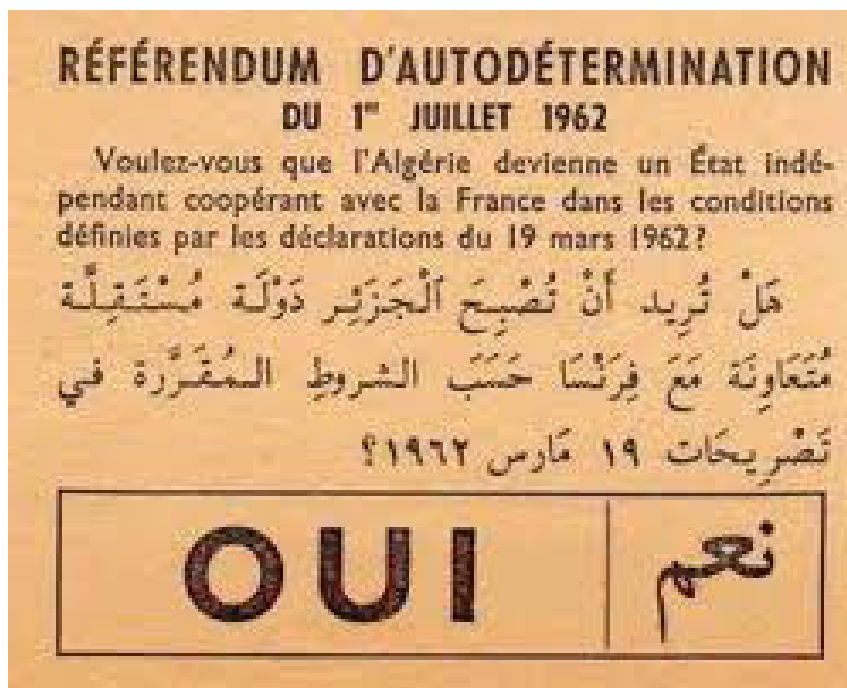 RÉFÉRENDUM D'AUTODÉTERMINATION
DU 1er JUILLET 1962
Voulez-vous que l'Algérie devienne un État indé-
pendant coopérant avec la France dans les conditions
définies par les déclarations du 19 mars 1962?
هَلْ تُرِيد أَنْ تُصْبِحَ اَلْجَزَئِر دَوْلَة مُسْتَقِلَّة
مُتَعَاوِنَة مَعَ فِرَنْسَا حَسَبَ الشروطِ المُقَرَّرة في
تَصْرِيحَات ١٩ مَارس ١٩٦٢؟
OUI نعم